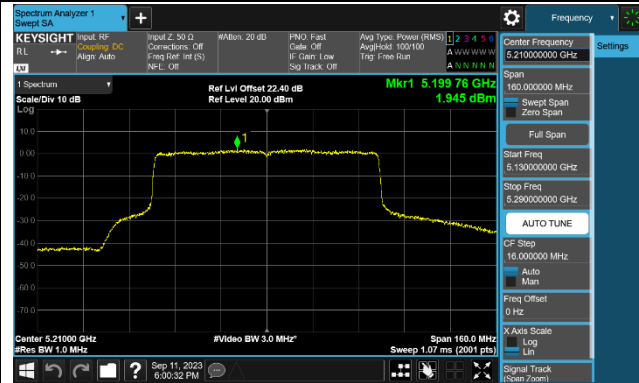 Spectrum Analyzer 1
Swept SA
+
Frequency
KEYSIGHT
RL
LXI
Input: RF
Coupling: DC
Align: Auto
Input Z: 50 Ω
Corrections: Off
Freq Ref: Int (S)
NFE: Off
#Atten: 20 dB
PNO: Fast
Gate: Off
IF Gain: Low
Sig Track: Off
Avg Type: Power (RMS)
Avg|Hold: 100/100
Trig: Free Run
1 2 3 4 5 6
A W W W W W
A N N N N N
1 Spectrum
Scale/Div 10 dB
Log
Ref Lvl Offset 22.40 dB
Ref Level 20.00 dBm
Mkr1 5.199 76 GHz
1.945 dBm
10.0
0.00
-10.0
-20.0
-30.0
-40.0
-50.0
-60.0
-70.0
1
Center 5.21000 GHz
#Res BW 1.0 MHz
#Video BW 3.0 MHz*
Span 160.0 MHz
Sweep 1.07 ms (2001 pts)
?
Sep 11, 2023
6:00:32 PM
Center Frequency
5.210000000 GHz
Settings
Span
160.000000 MHz
Swept Span
Zero Span
Full Span
Start Freq
5.130000000 GHz
Stop Freq
5.290000000 GHz
AUTO TUNE
CF Step
16.000000 MHz
Auto
Man
Freq Offset
0 Hz
X Axis Scale
Log
Lin
Signal Track
(Span Zoom)